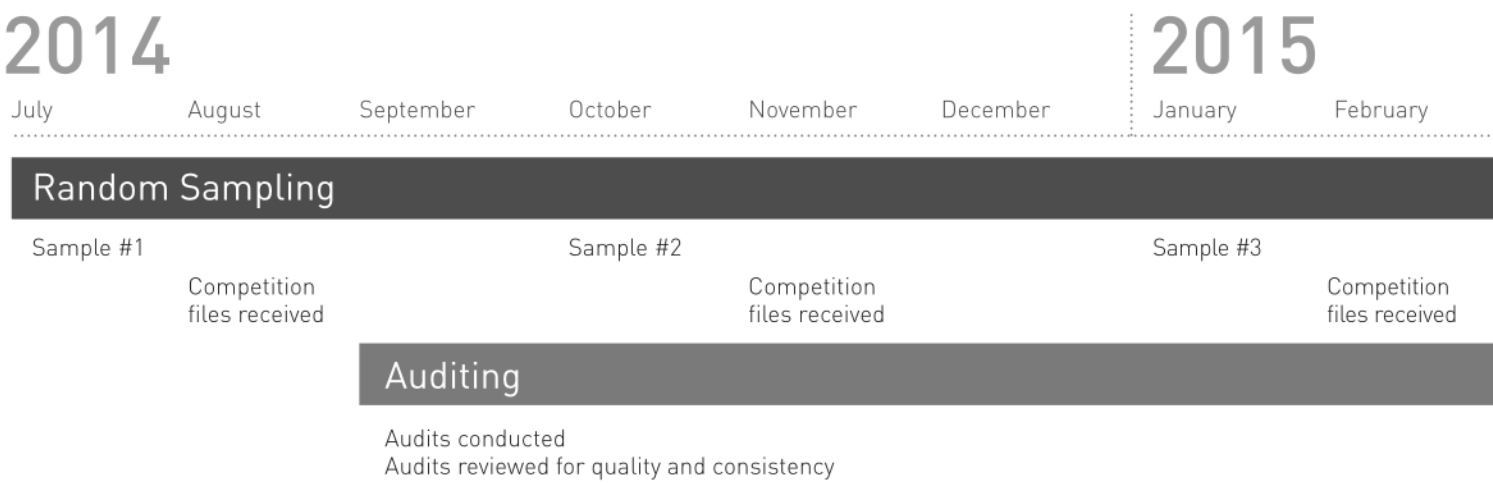 2014 2015
July August September October November December January February
Random Sampling
Sample #1 Sample #2 Sample #3
Competition Competition Competition
files received files received files received
Auditing
Audits conducted
Audits reviewed for quality and consistency